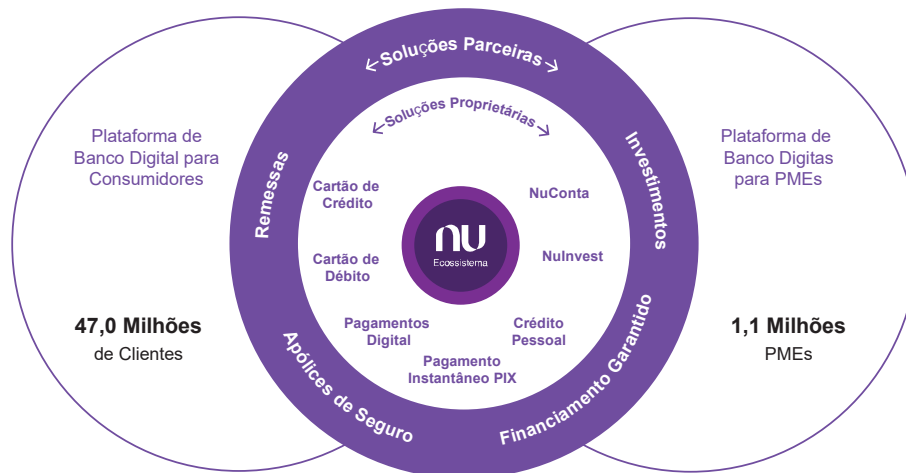 Plataforma de
Banco Digital para
Consumidores
47,0 Milhões
de Clientes
Soluções Parceiras
Remessas
Investimentos
Apólices de Seguro
Financiamento Garantido
Soluções Proprietárias
Cartão de
Crédito
NuConta
Cartão de
Débito
NuInvest
Pagamentos
Digital
Crédito
Pessoal
Pagamento
Instantâneo PIX
nu
Ecossistema
Plataforma de
Banco Digitas
para PMEs
1,1 Milhões
PMEs